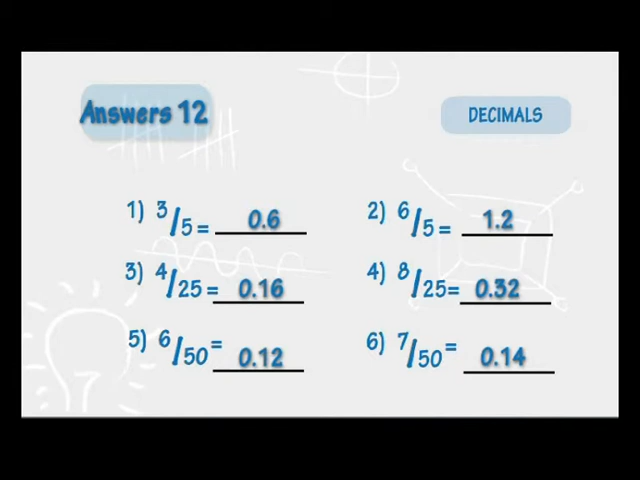 Answers 12
DECIMALS
1) 3/5 = 0.6
2) 6/5 = 1.2
3) 4/25 = 0.16
4) 8/25 = 0.32
5) 6/50 = 0.12
6) 7/50 = 0.14